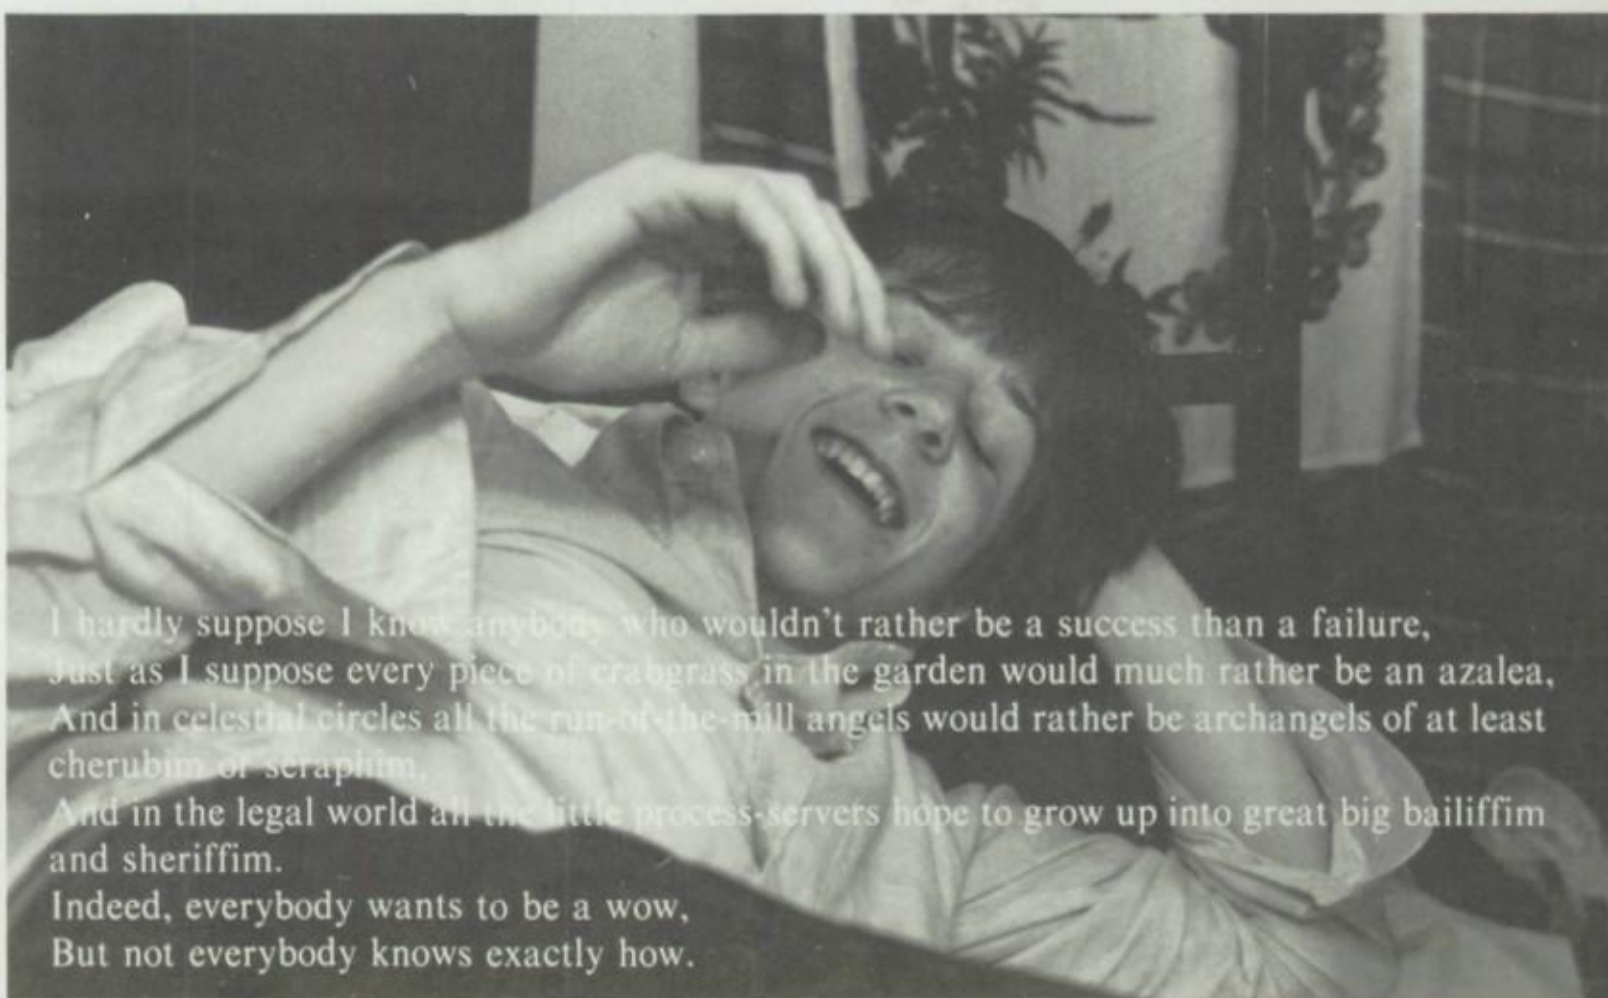 I hardly suppose I know anybody who wouldn't rather be a success than a failure,
Just as I suppose every piece of crabgrass in the garden would much rather be an azalea,
And in celestial circles all the run-of-the-mill angels would rather be archangels of at least
cherubim or seraphim,
And in the legal world all the little process-servers hope to grow up into great big bailiffim
and sheriffim.
Indeed, everybody wants to be a wow,
But not everybody knows exactly how.